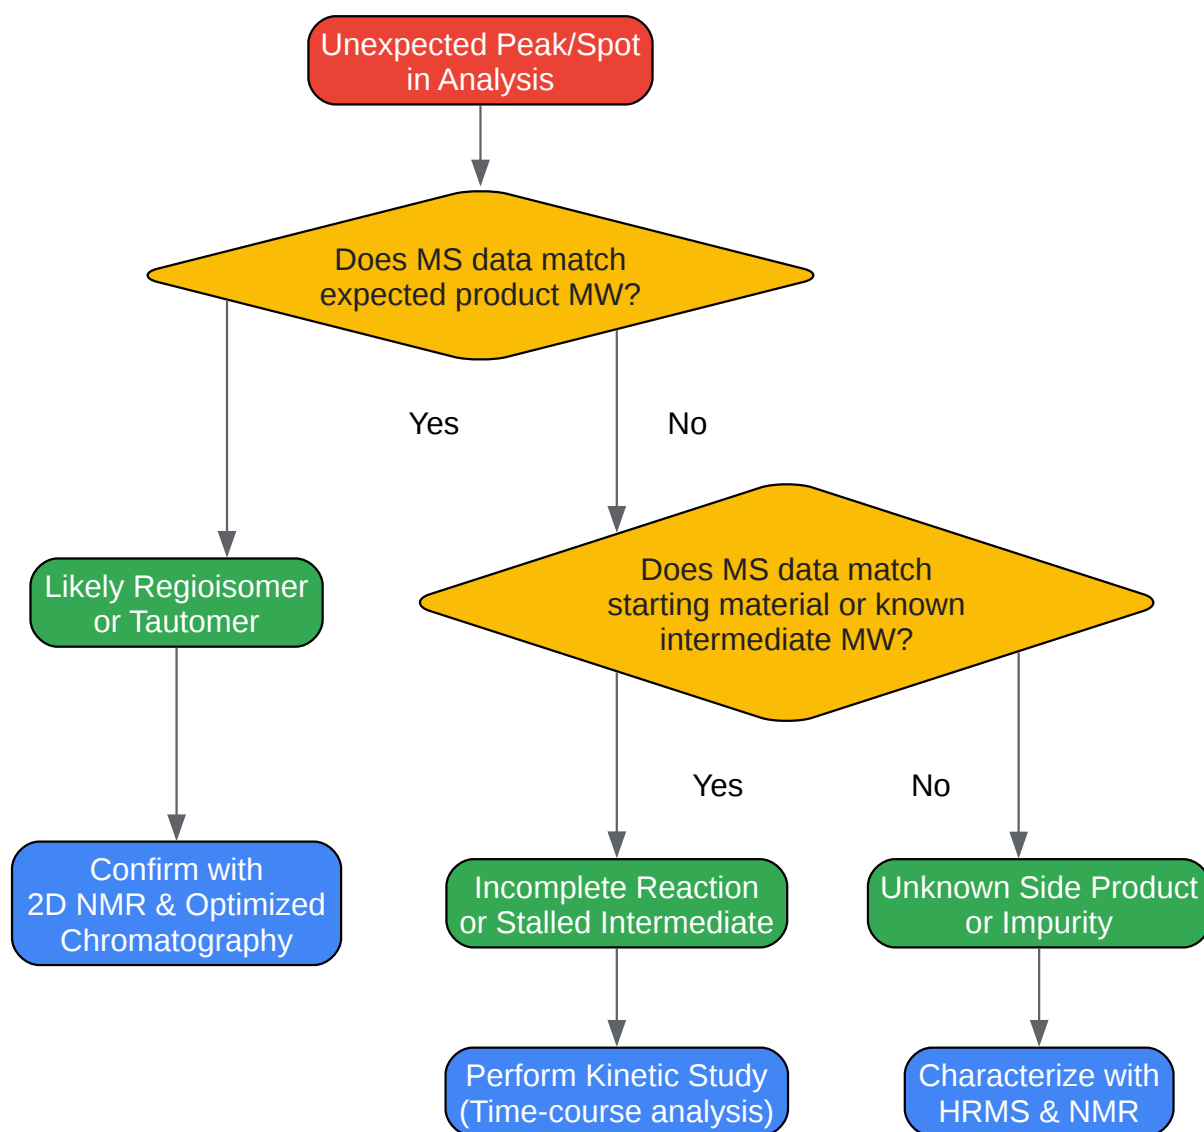 Unexpected Peak/Spot
in Analysis
Does MS data match
expected product MW?
Yes
No
Likely Regioisomer
or Tautomer
Does MS data match
starting material or known
intermediate MW?
Yes
No
Confirm with
2D NMR & Optimized
Chromatography
Incomplete Reaction
or Stalled Intermediate
Unknown Side Product
or Impurity
Perform Kinetic Study
(Time-course analysis)
Characterize with
HRMS & NMR